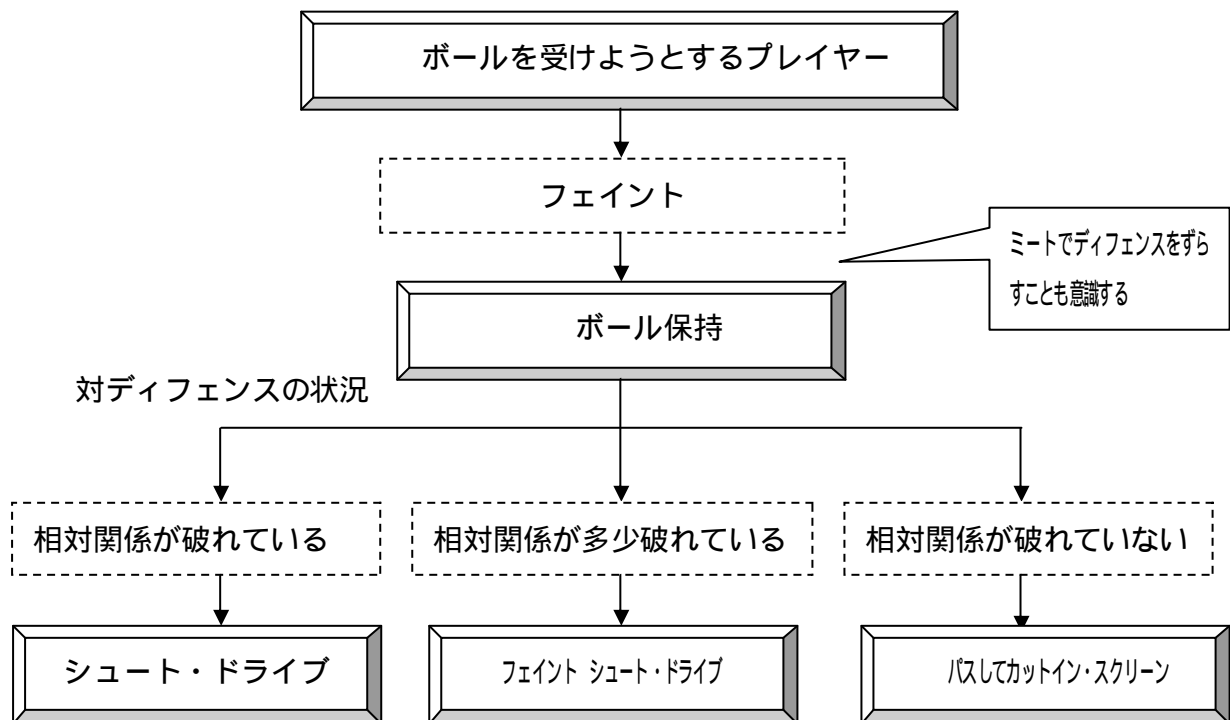 ボールを受けようとするプレイヤー
フェイント
ミートでディフェンスをずら
すことも意識する
ボール保持
対ディフェンスの状況
相対関係が破れている
相対関係が多少破れている
相対関係が破れていない
シュート・ドライブ
フェイント シュート・ドライブ
パスしてカットイン・スクリーン